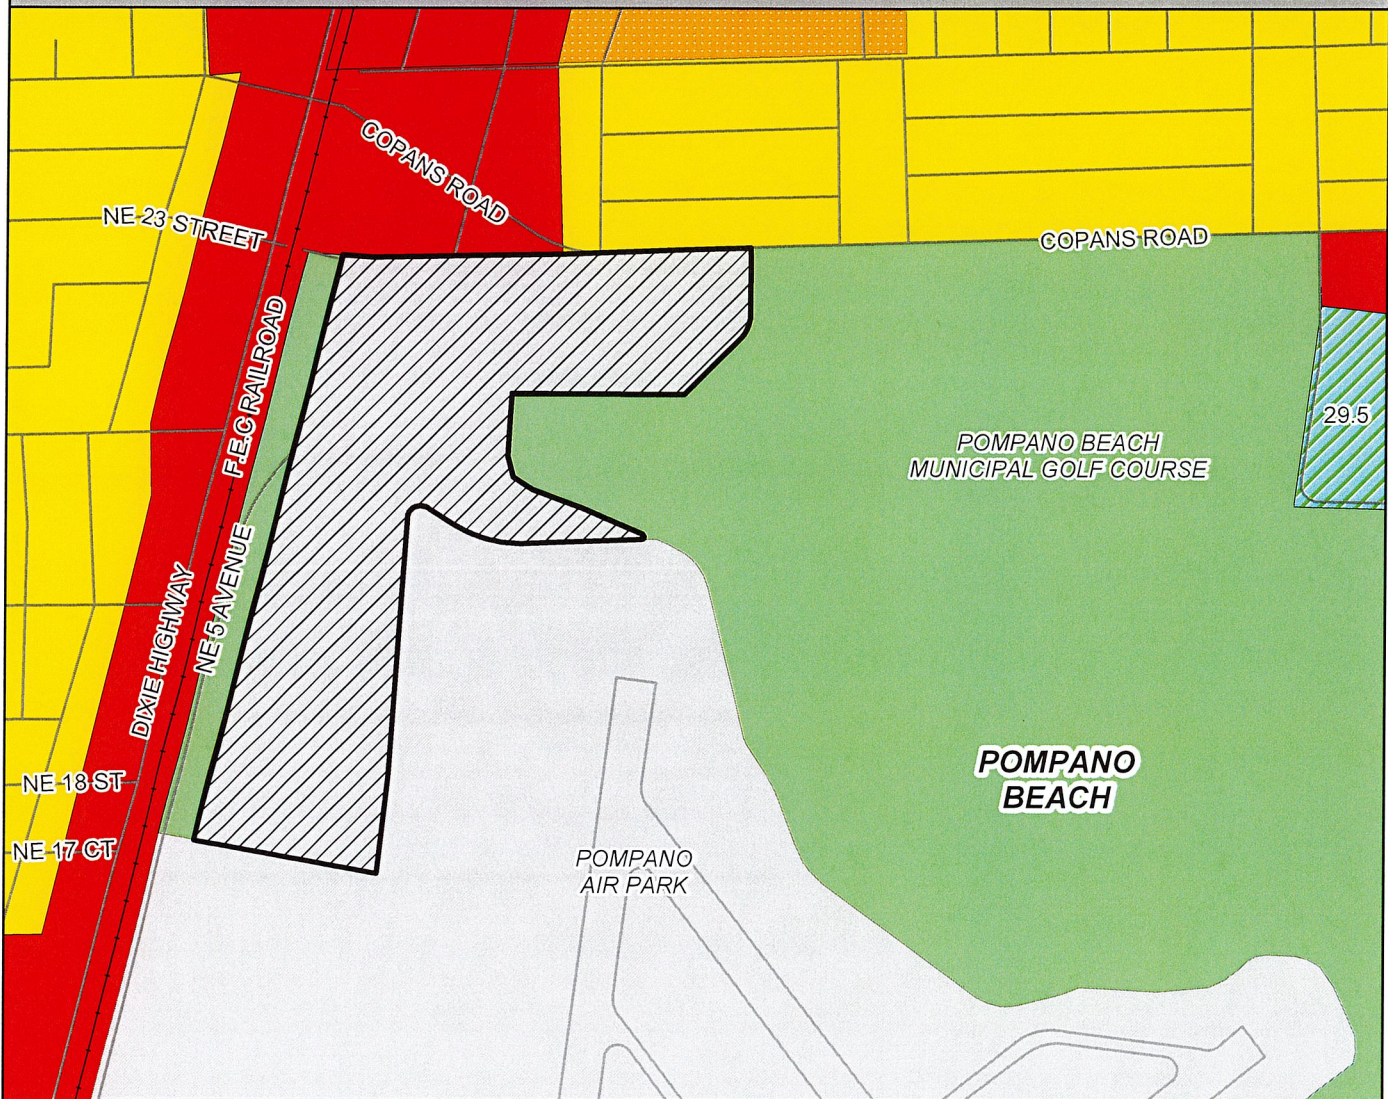 COPANS ROAD
NE 23 STREET
COPANS ROAD
F.E.C RAILROAD
29.5
POMPANO BEACH
MUNICIPAL GOLF COURSE
NE 5 AVENUE
DIXIE HIGHWAY
POMPANO
BEACH
NE 18 ST
NE 17 CT
POMPANO
AIR PARK